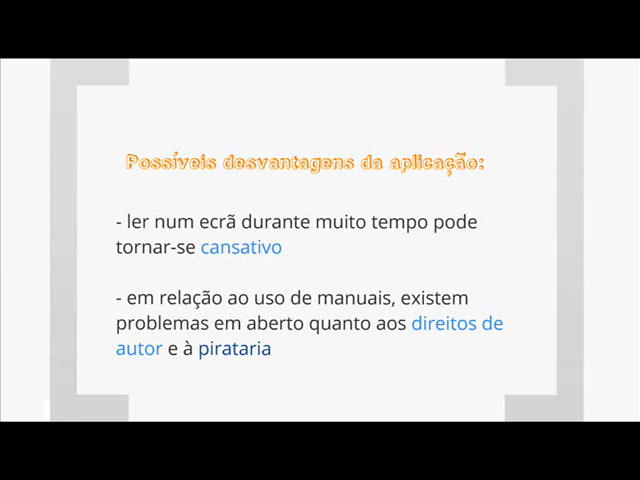 Possíveis desvantagens da aplicação:
- ler num ecrã durante muito tempo pode
tornar-se cansativo
- em relação ao uso de manuais, existem
problemas em aberto quanto aos direitos de
autor e à pirataria